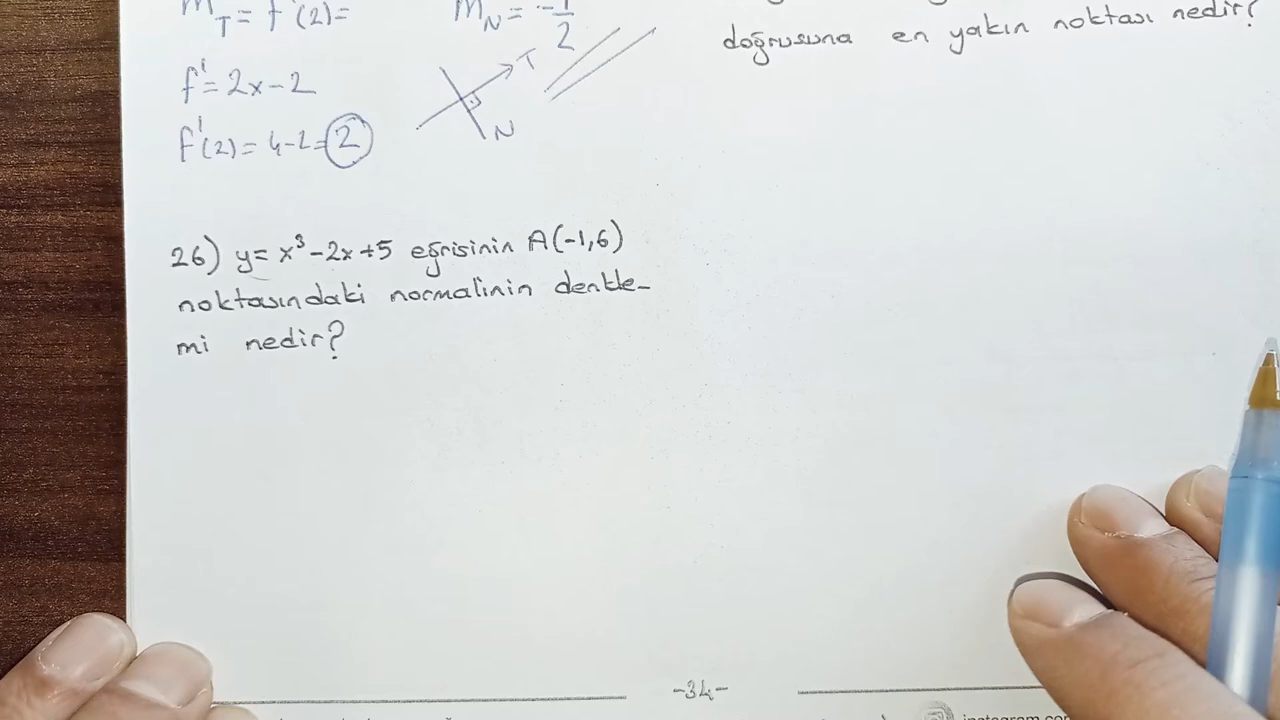 m_T = f'(2)=
m_N = -1/2
f' = 2x-2
f'(2) = 4-2=2
T
N
doğrusuna en yakın noktası nedir?
26) y= x³-2x+5 eğrisinin A(-1,6)
noktasındaki normalinin denkle-
mi nedir?
-34-